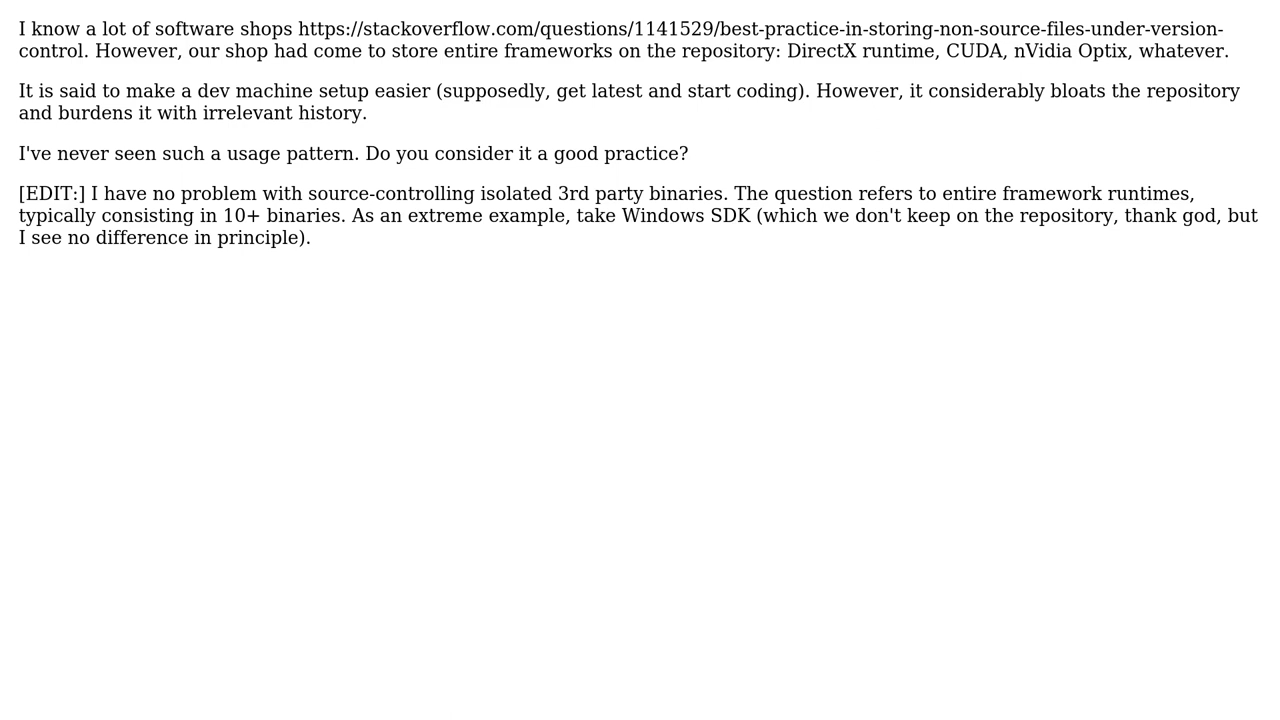 I know a lot of software shops https://stackoverflow.com/questions/1141529/best-practice-in-storing-non-source-files-under-version-
control. However, our shop had come to store entire frameworks on the repository: DirectX runtime, CUDA, nVidia Optix, whatever.
It is said to make a dev machine setup easier (supposedly, get latest and start coding). However, it considerably bloats the repository
and burdens it with irrelevant history.
I've never seen such a usage pattern. Do you consider it a good practice?
[EDIT:] I have no problem with source-controlling isolated 3rd party binaries. The question refers to entire framework runtimes,
typically consisting in 10+ binaries. As an extreme example, take Windows SDK (which we don't keep on the repository, thank god, but
I see no difference in principle).